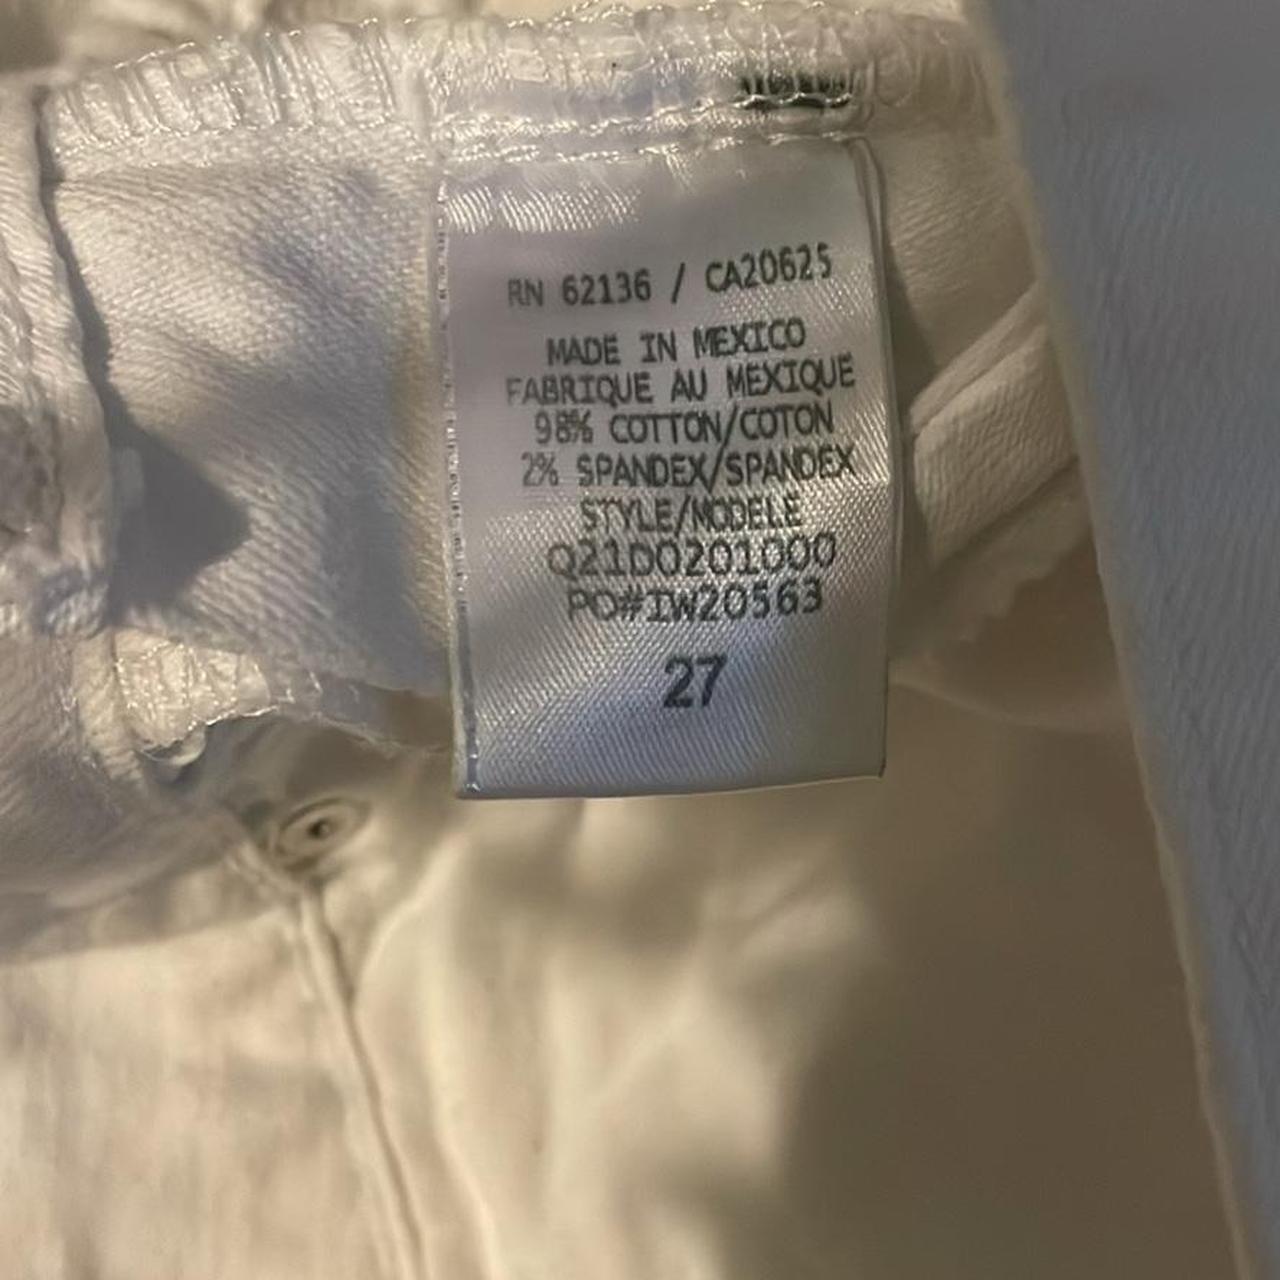 RN 62136 / CA20625
MADE IN MEXICO
FABRIQUE AU MEXIQUE
98% COTTON/COTON
2% SPANDEX/SPANDEX
STYLE/MODELE
Q21D0201000
PO#IW20563
27